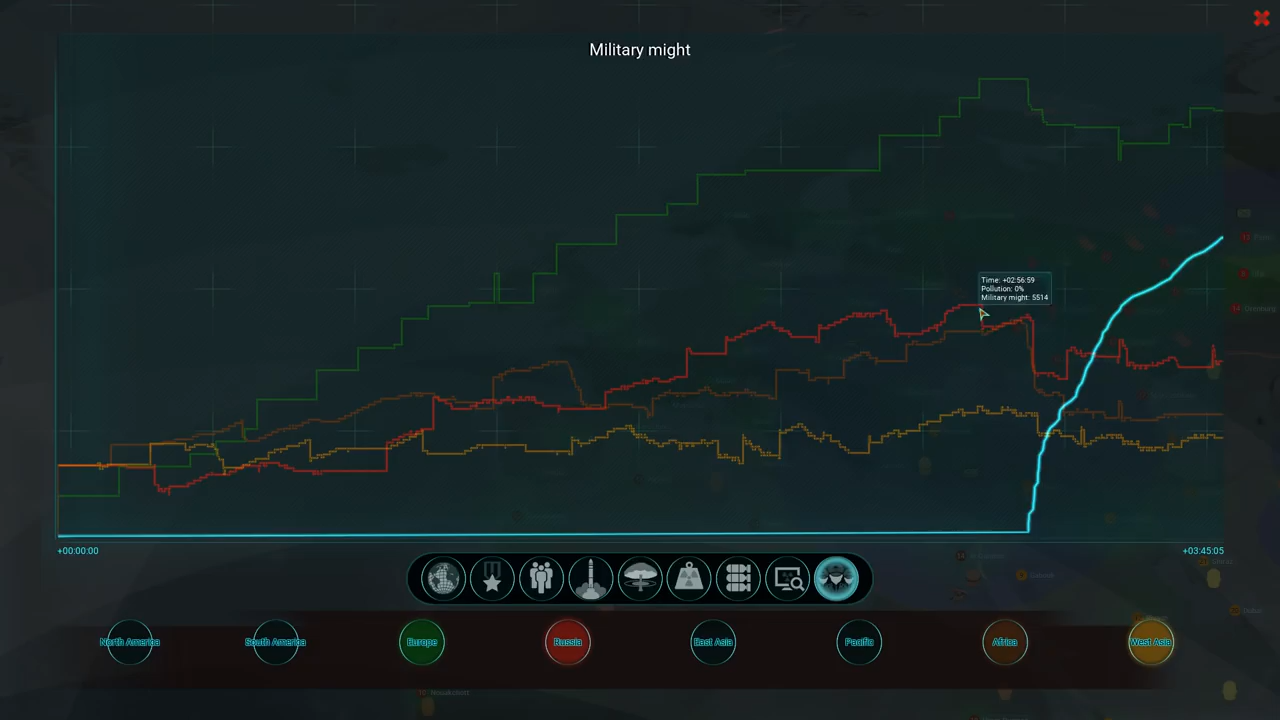 Military might
Time: +02:56:59
Pollution: 0%
Military might: 5514
+00:00:00
+03:45:05
North America
South America
Europe
Russia
East Asia
Pacific
Africa
West Asia
Nouakchott